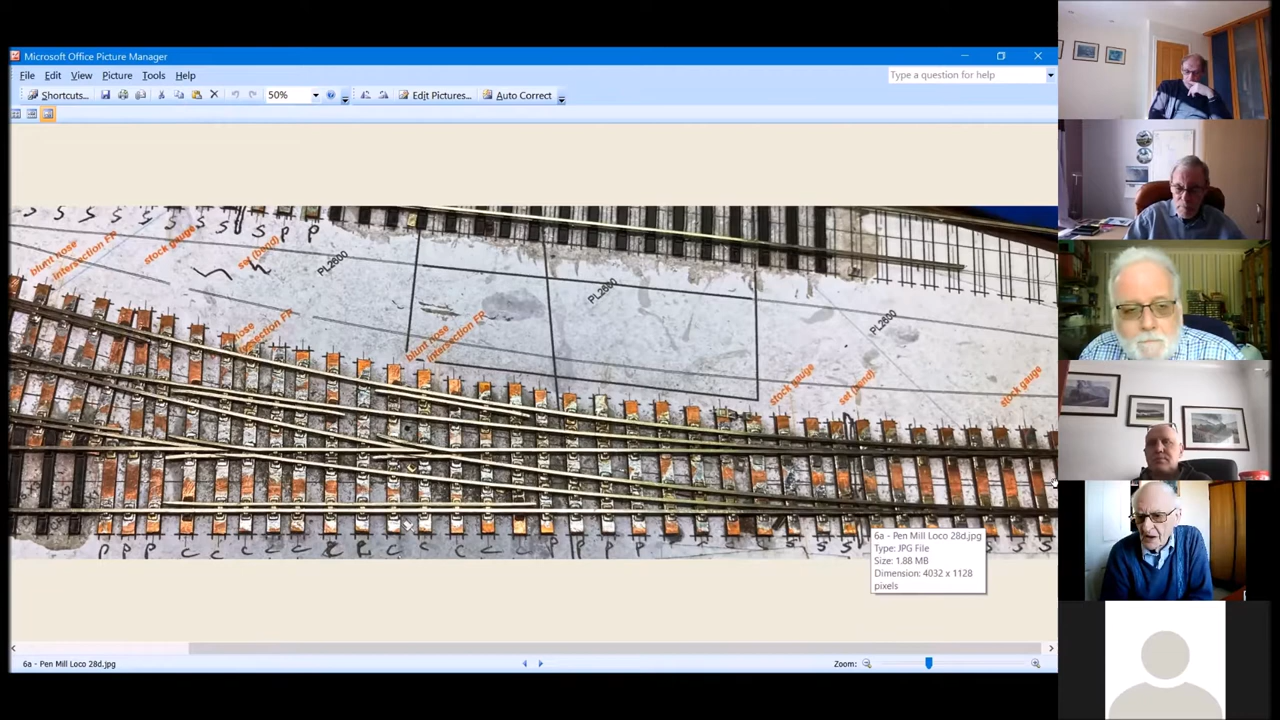 Microsoft Office Picture Manager
File Edit View Picture Tools Help
Type a question for help
Shortcuts...
50%
Edit Pictures...
Auto Correct
S S S S S S S S P P
blunt nose
intersection FR
stock gauge
set (bend)
PL2600
PL2600
PL2600
nose
intersection FR
blunt nose
intersection FR
stock gauge
set (bend)
stock gauge
P P P C C C C C C C C C C P P P P S S S S S
6a - Pen Mill Loco 28d.jpg
Type: JPG File
Size: 1.88 MB
Dimension: 4032 x 1128
pixels
6a - Pen Mill Loco 28d.jpg
Zoom: